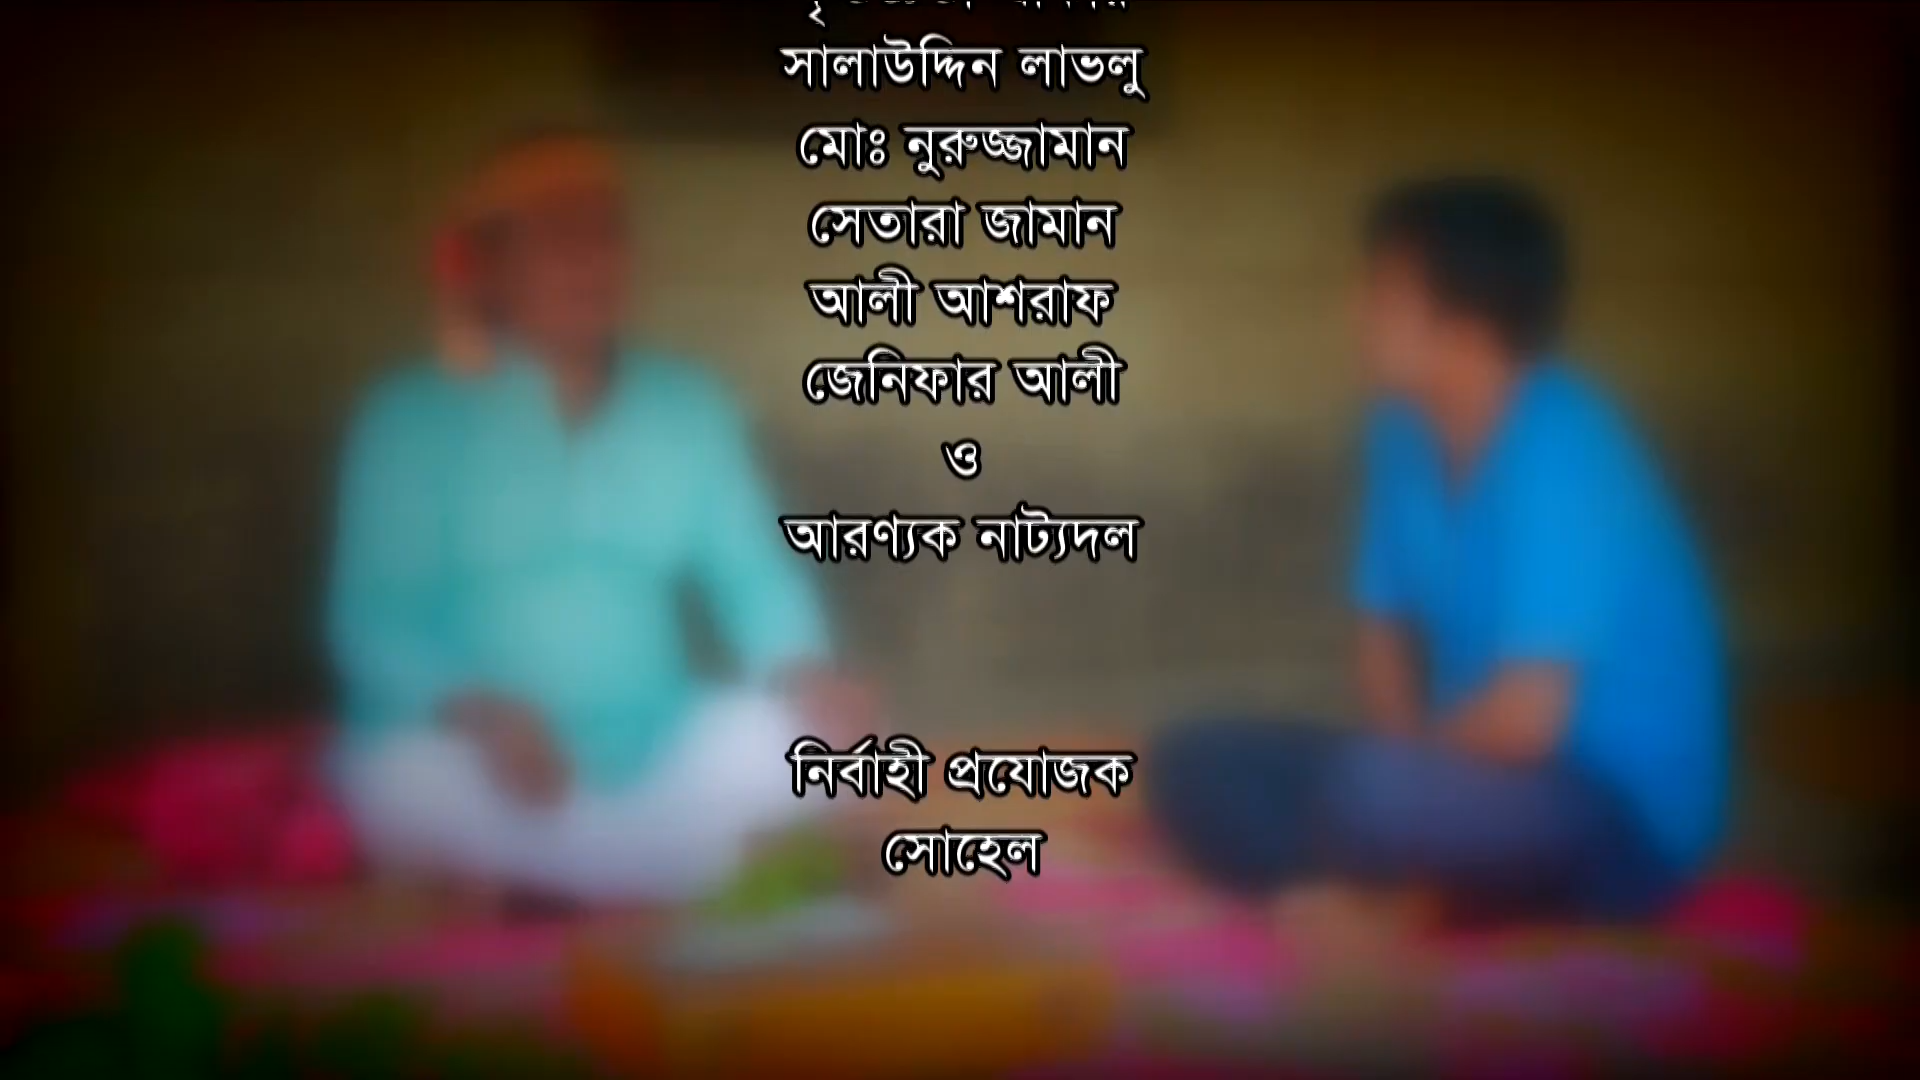 সালাউদ্দিন লাভলু
মোঃ নুরুজ্জামান
সেতারা জামান
আলী আশরাফ
জেনিফার আলী
ও
আরণ্যক নাট্যদল
নির্বাহী প্রযোজক
সোহেল